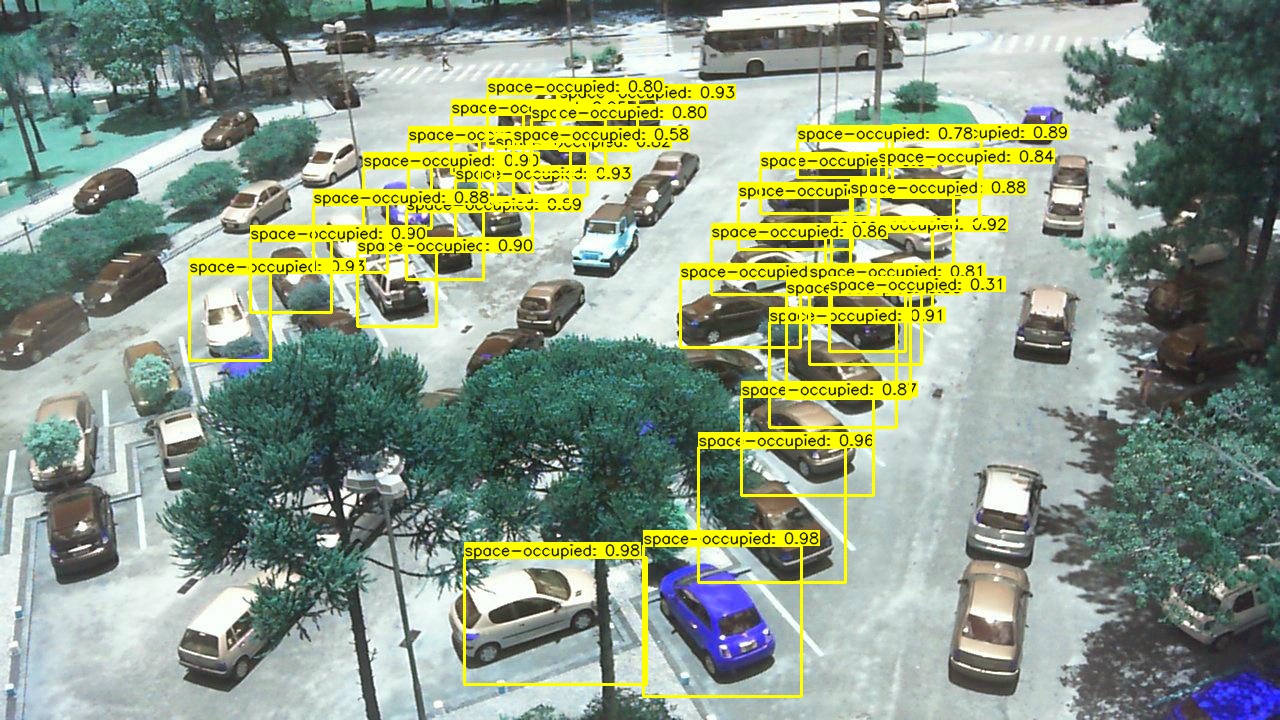 space-occupied: 0.80
space-occupied: 0.93
space-occupied: 0.80
space-occupied: 0.58
space-occupied: 0.90
space-occupied: 0.93
space-occupied: 0.88
space-occupied: 0.90
space-occupied: 0.90
space-occupied: 0.93
space-occupied: 0.78
0.89
space-occupied: 0.84
space-occupied: 0.88
0.92
space-occupied: 0.86
space-occupied
space-occupied: 0.81
space-occupied: 0.31
0.91
space-occupied: 0.87
space-occupied: 0.96
space-occupied: 0.98
space-occupied: 0.98